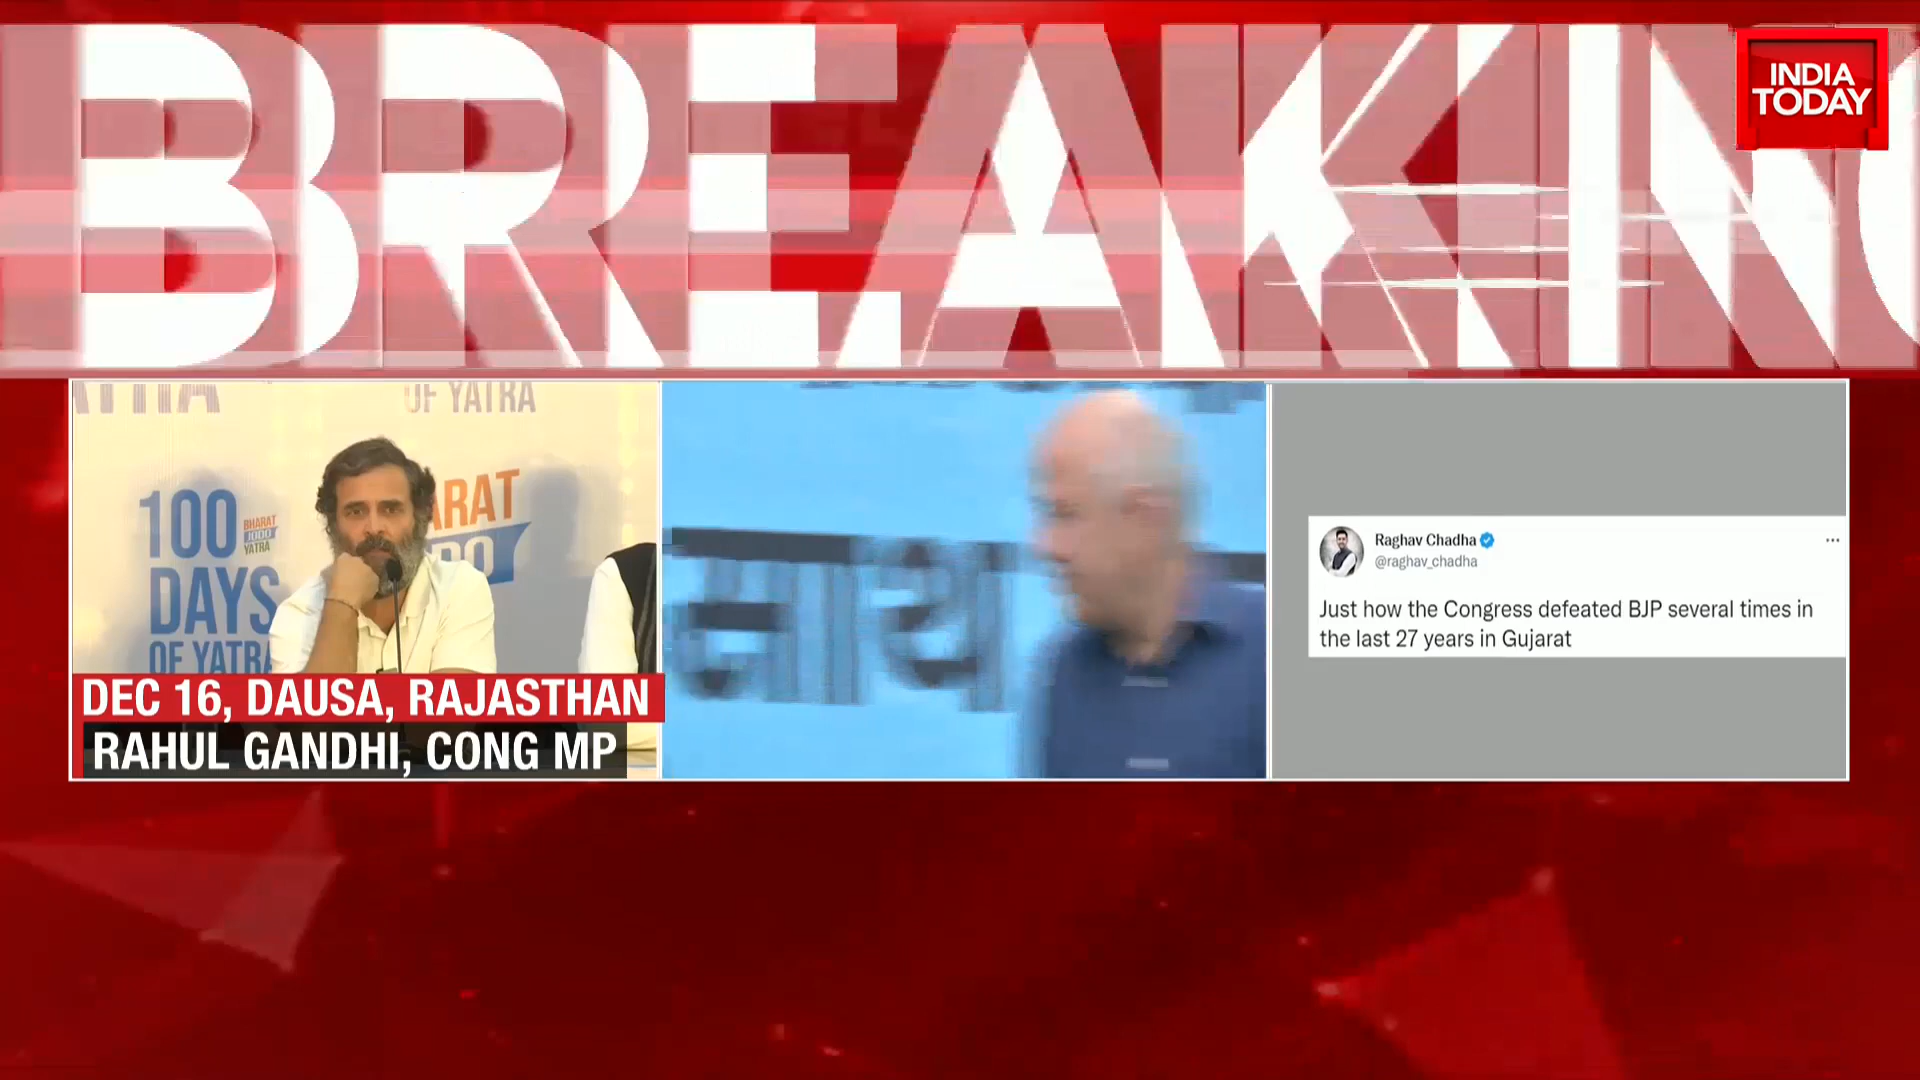 BREAKING
INDIA
TODAY
OF YATRA
100
DAYS
OF YATRA
BHARAT
JODO
YATRA
DEC 16, DAUSA, RAJASTHAN
RAHUL GANDHI, CONG MP
Raghav Chadha
@raghav_chadha
Just how the Congress defeated BJP several times in
the last 27 years in Gujarat